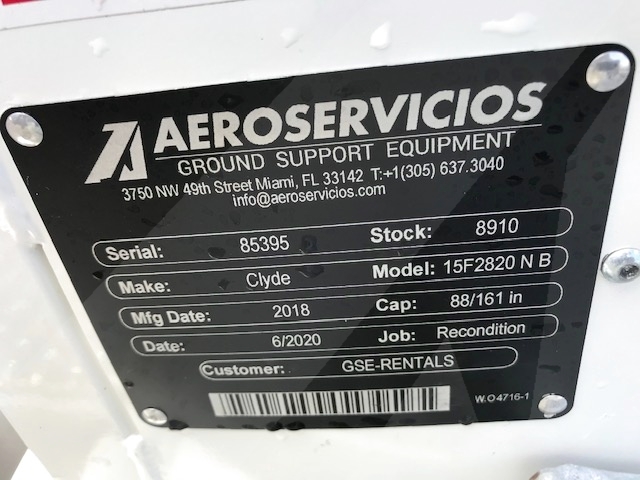 AEROSERVICIOS
GROUND SUPPORT EQUIPMENT
3750 NW 49th Street Miami, FL 33142 T:+1(305) 637.3040
info@aeroservicios.com
Serial: 85395 Stock: 8910
Make: Clyde Model: 15F2820 N B
Mfg Date: 2018 Cap: 88/161 in
Date: 6/2020 Job: Recondition
Customer: GSE-RENTALS
W.O4716-1